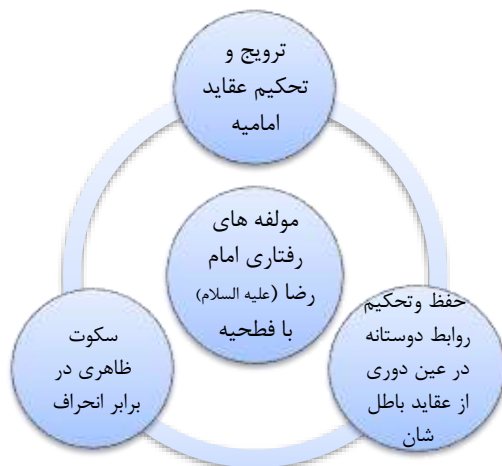 ترویج و
تحکیم عقاید
امامیه
مولفه های
رفتاری امام
رضا (علیه السلام)
با فطحیه
حفظ وتحکیم
روابط دوستانه
در عین دوری
از عقاید باطل
شان
سکوت
ظاهری در
برابر انحراف